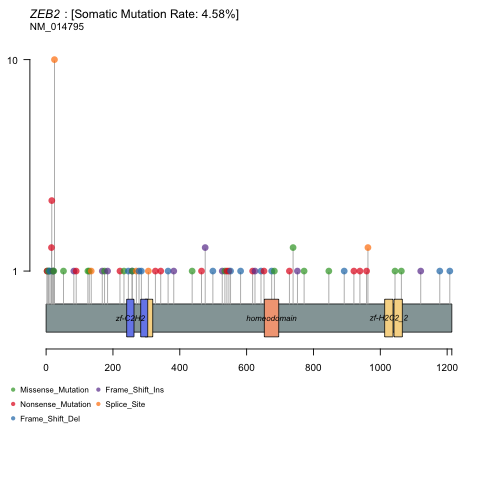 ZEB2 : [Somatic Mutation Rate: 4.58%]
NM_014795
10
1
zf-C2H2
homeodomain
zf-H2C2_2
0 200 400 600 800 1000 1200
Missense_Mutation Frame_Shift_Ins
Nonsense_Mutation Splice_Site
Frame_Shift_Del